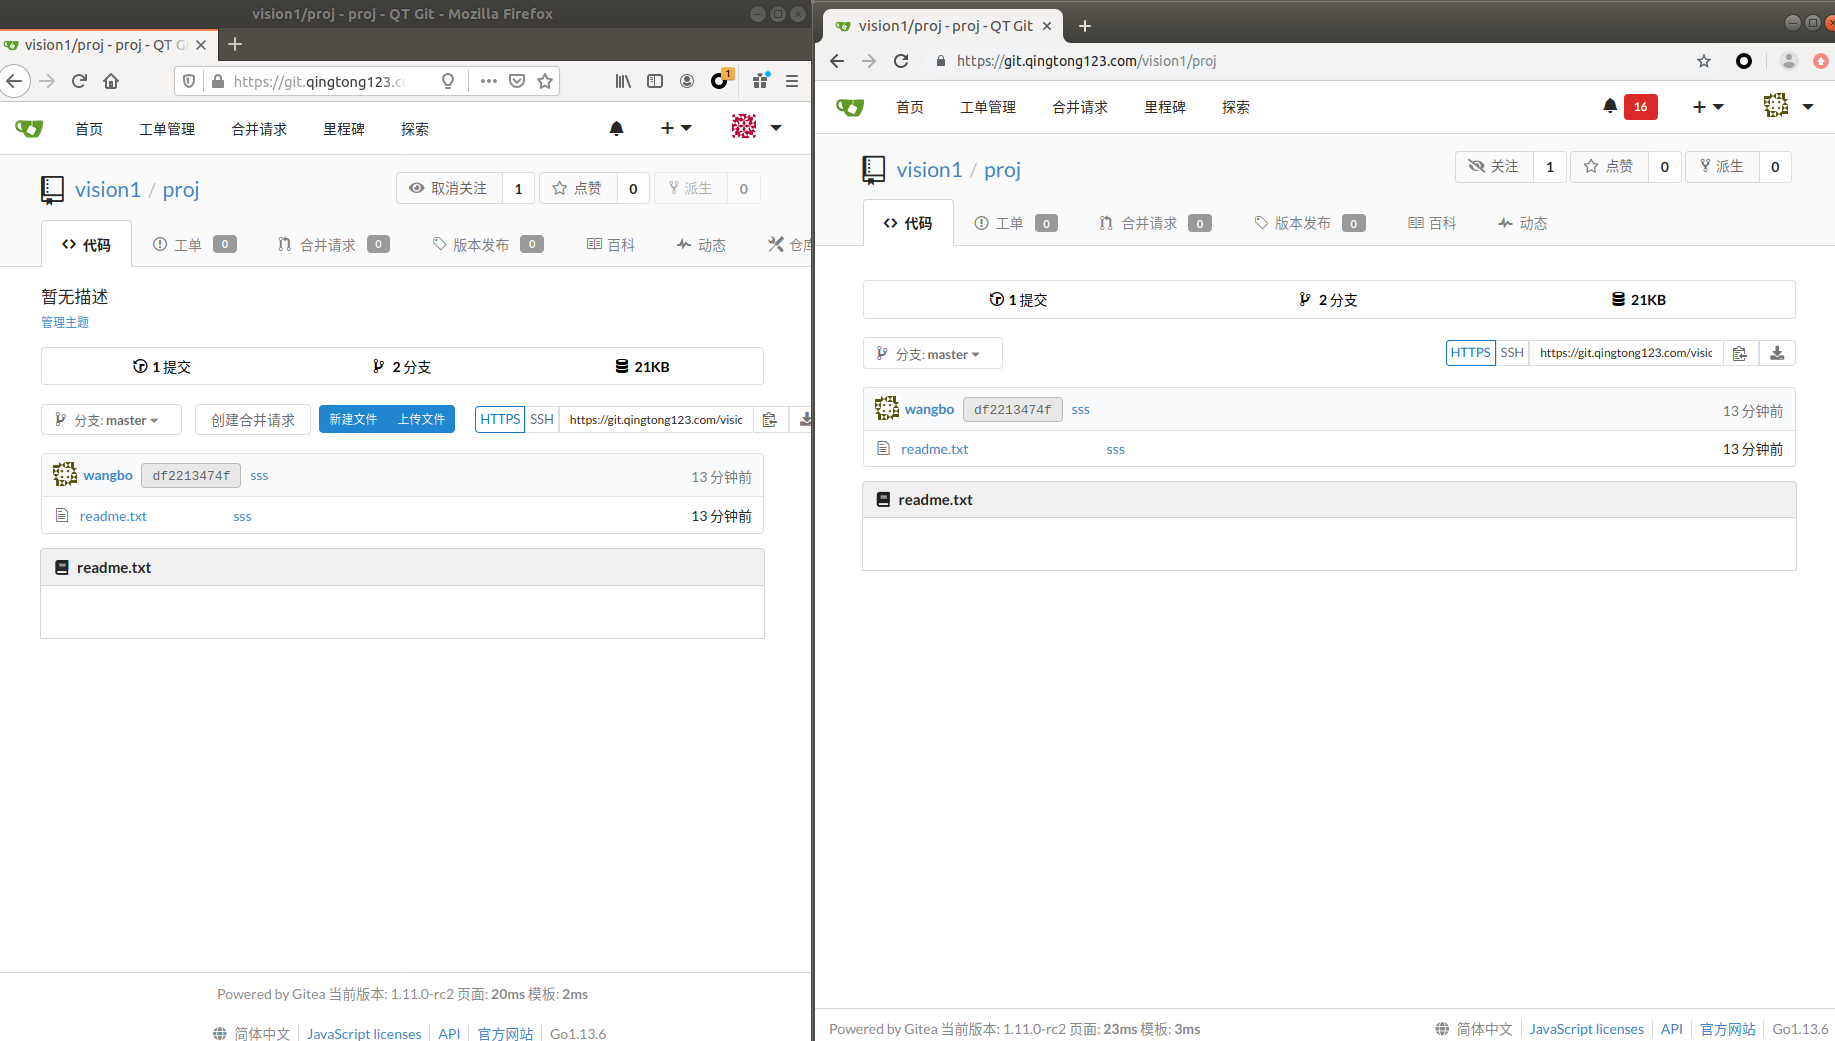 vision1/proj - proj - QT Git - Mozilla Firefox
vision1/proj - proj - QT Gi
https://git.qingtong123.c
1
首页 工单管理 合并请求 里程碑 探索
vision1 / proj
取消关注 1 点赞 0 派生 0
代码 工单 0 合并请求 0 版本发布 0 百科 动态 仓库
暂无描述
管理主题
1 提交 2 分支 21KB
分支: master 创建合并请求 新建文件 上传文件 HTTPS SSH https://git.qingtong123.com/visic
wangbo df2213474f sss 13 分钟前
readme.txt sss 13 分钟前
readme.txt
Powered by Gitea 当前版本: 1.11.0-rc2 页面: 20ms 模板: 2ms
简体中文 JavaScript licenses API 官方网站 Go1.13.6
vision1/proj - proj - QT Git
https://git.qingtong123.com/vision1/proj
首页 工单管理 合并请求 里程碑 探索 16
vision1 / proj
关注 1 点赞 0 派生 0
代码 工单 0 合并请求 0 版本发布 0 百科 动态
1 提交 2 分支 21KB
分支: master HTTPS SSH https://git.qingtong123.com/visic
wangbo df2213474f sss 13 分钟前
readme.txt sss 13 分钟前
readme.txt
Powered by Gitea 当前版本: 1.11.0-rc2 页面: 23ms 模板: 3ms
简体中文 JavaScript licenses API 官方网站 Go1.13.6